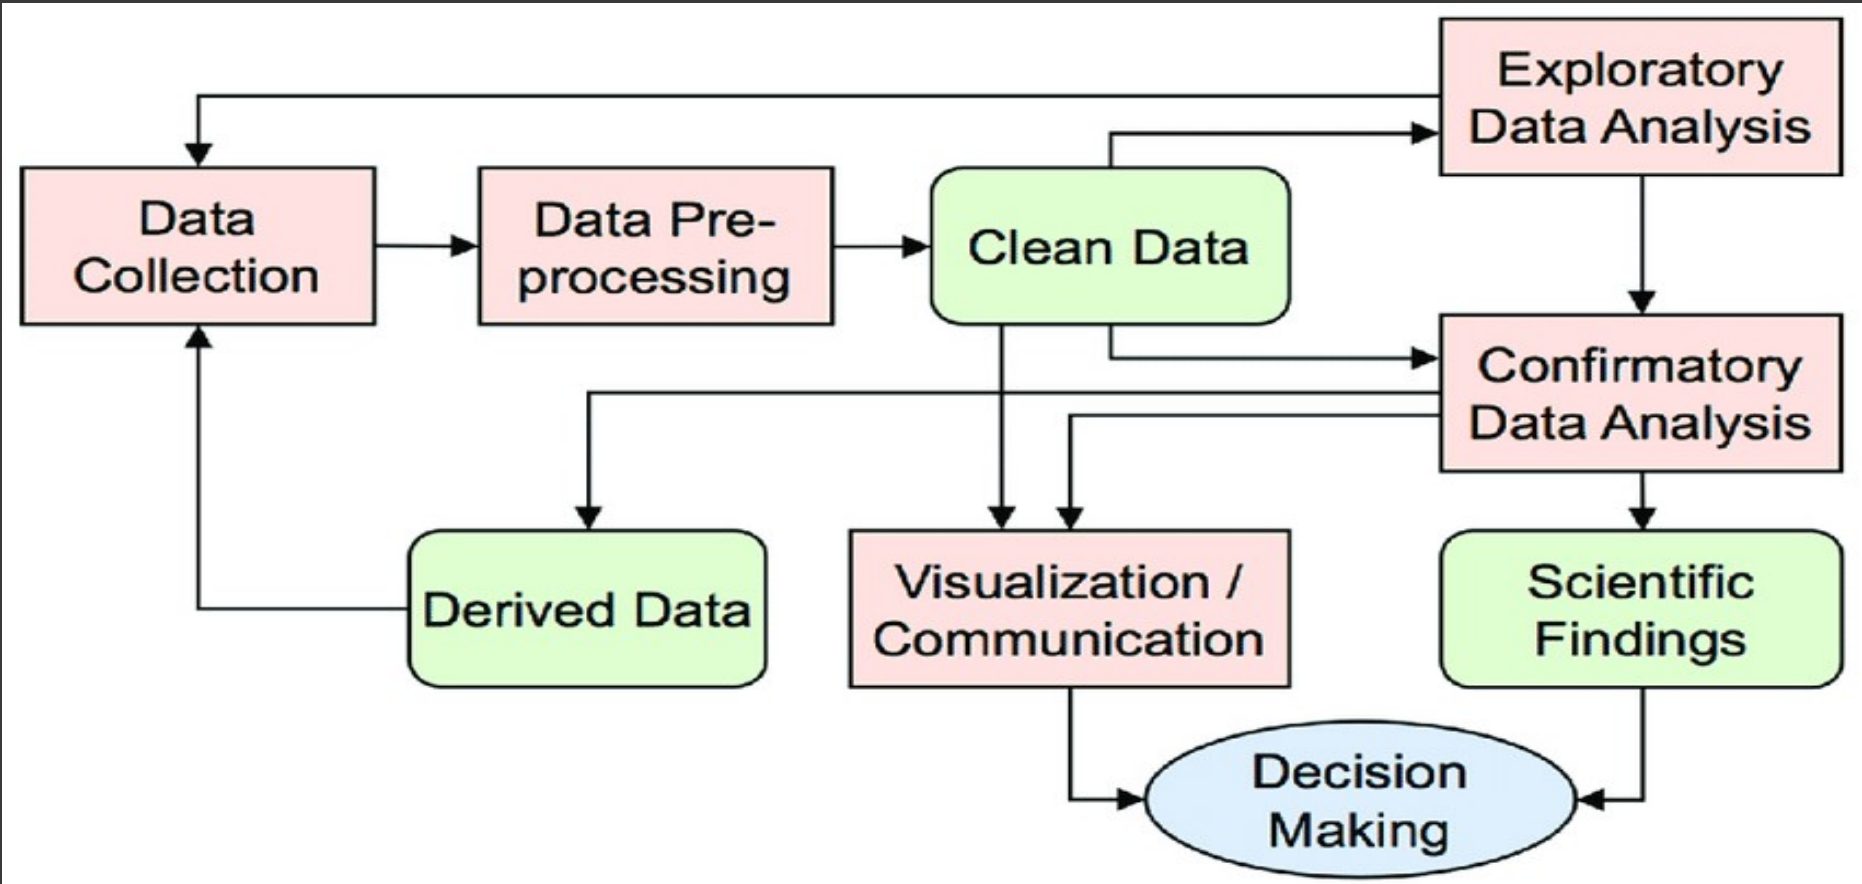 Exploratory
Data Analysis
Data
Collection
Data Pre-
processing
Clean Data
Confirmatory
Data Analysis
Derived Data
Visualization /
Communication
Scientific
Findings
Decision
Making